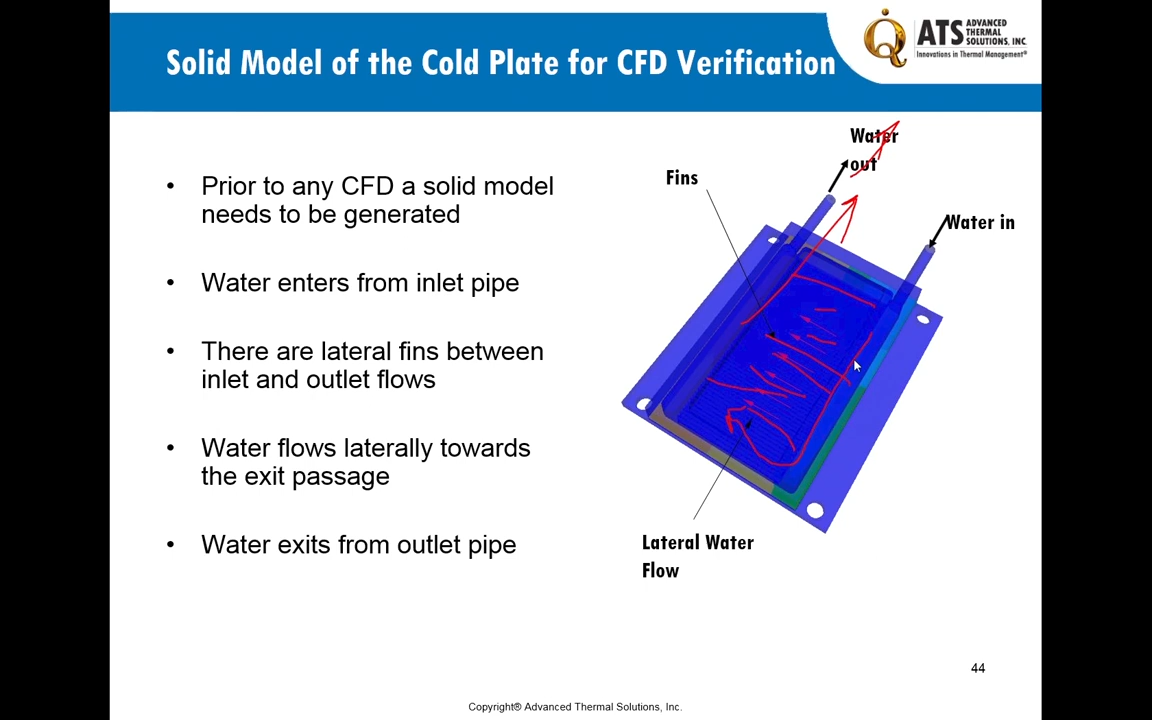 Solid Model of the Cold Plate for CFD Verification
ATS ADVANCED
THERMAL
SOLUTIONS, INC.
Innovations in Thermal Management®
• Prior to any CFD a solid model
needs to be generated
• Water enters from inlet pipe
• There are lateral fins between
inlet and outlet flows
• Water flows laterally towards
the exit passage
• Water exits from outlet pipe
Water
out
Fins
Water in
Lateral Water
Flow
44
Copyright® Advanced Thermal Solutions, Inc.